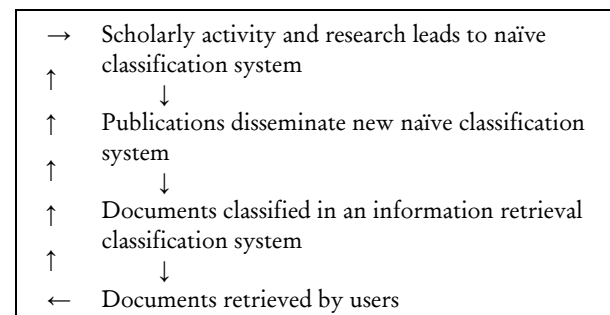 → Scholarly activity and research leads to naïve
↑ classification system
↓
↑ Publications disseminate new naïve classification
↑ system
↓
↑ Documents classified in an information retrieval
↑ classification system
↓
← Documents retrieved by users